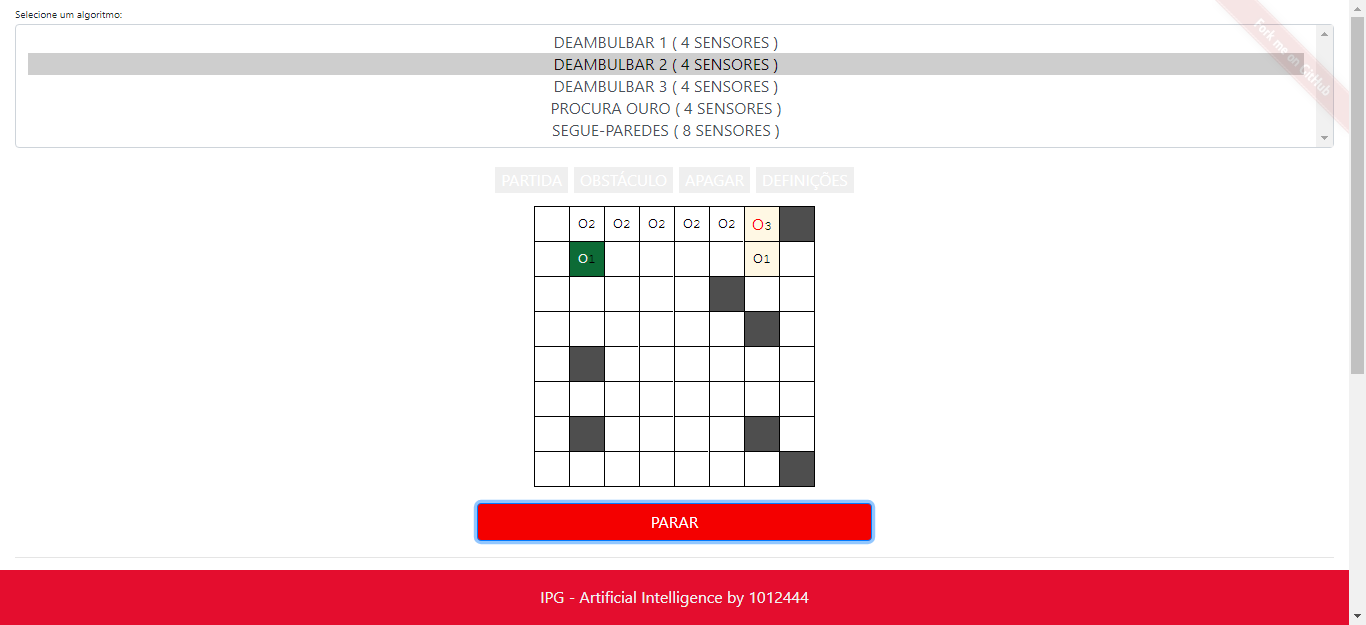 Selecione um algoritmo:
DEAMBULBAR 1 ( 4 SENSORES )
DEAMBULBAR 2 ( 4 SENSORES )
DEAMBULBAR 3 ( 4 SENSORES )
PROCURA OURO ( 4 SENSORES )
SEGUE-PAREDES ( 8 SENSORES )
Fork me on GitHub
PARTIDA OBSTÁCULO APAGAR DEFINIÇÕES
O2 O2 O2 O2 O2 O3
O1 O1
PARAR
IPG - Artificial Intelligence by 1012444